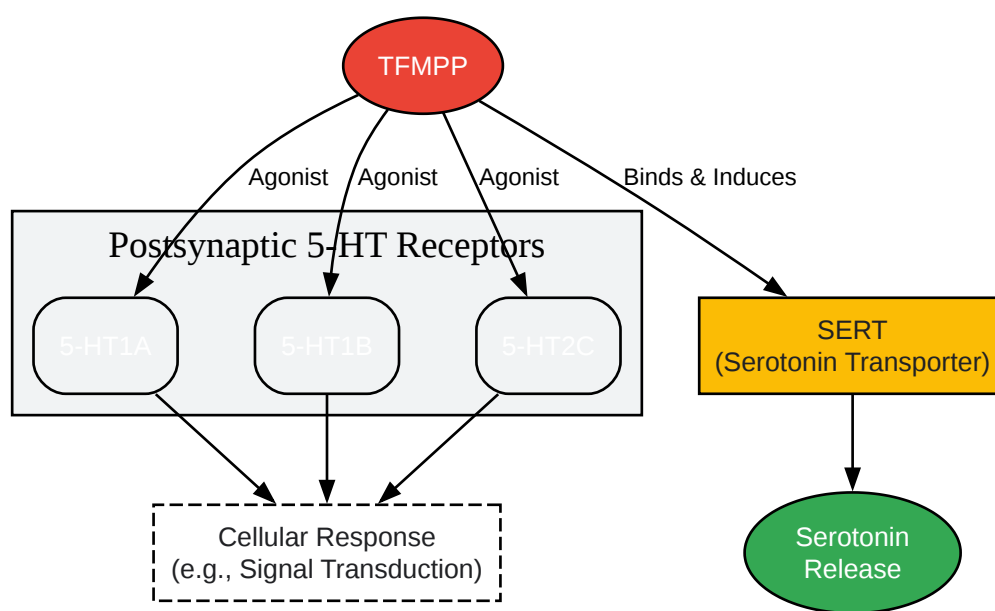 TFMPP
Agonist
Agonist
Agonist
Binds & Induces
Postsynaptic 5-HT Receptors
5-HT1A
5-HT1B
5-HT2C
SERT
(Serotonin Transporter)
Cellular Response
(e.g., Signal Transduction)
Serotonin
Release